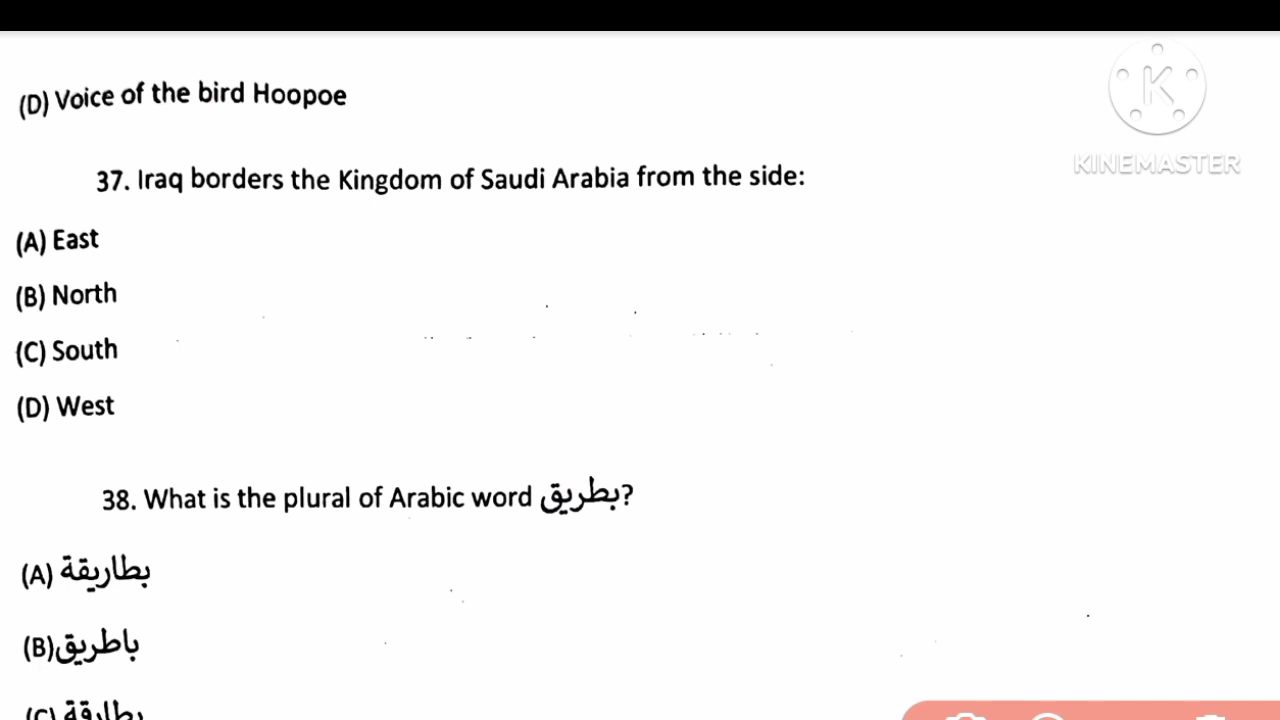 (D) Voice of the bird Hoopoe
KINEMASTER
37. Iraq borders the Kingdom of Saudi Arabia from the side:
(A) East
(B) North
(C) South
(D) West
38. What is the plural of Arabic word بطريق?
(A) بطاريقة
(B)باطريق
(C) بطارقة